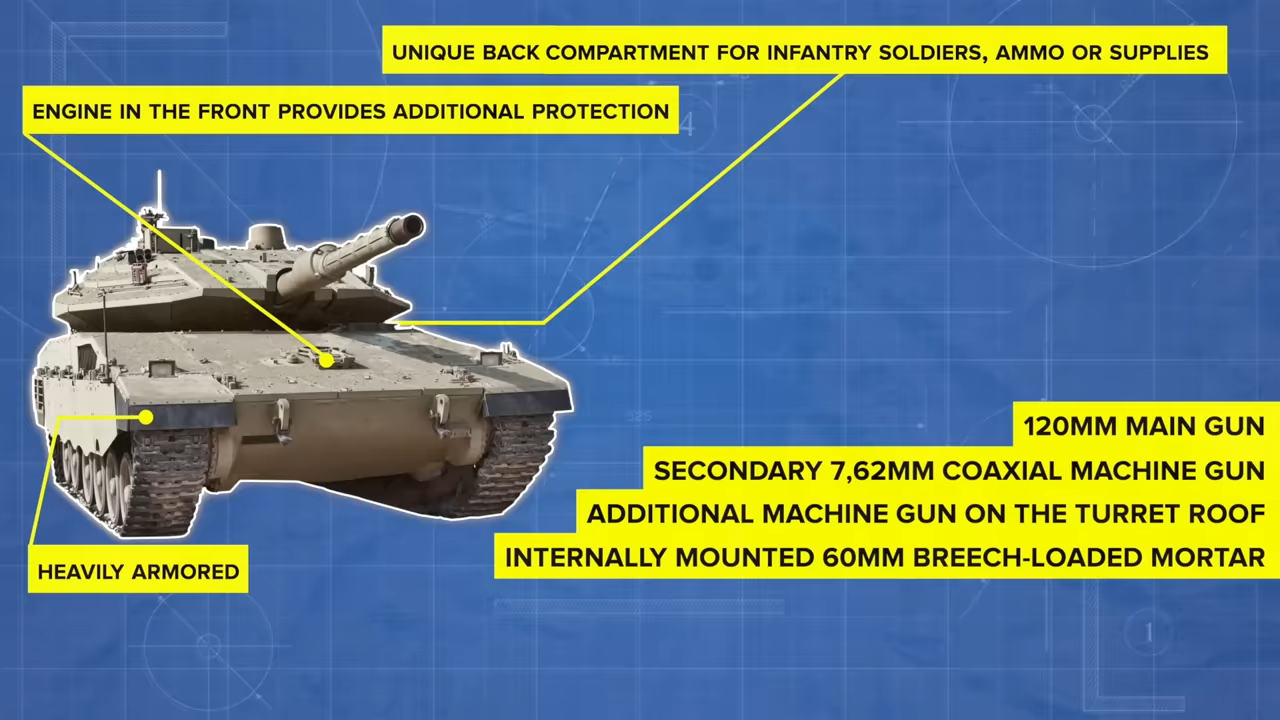 UNIQUE BACK COMPARTMENT FOR INFANTRY SOLDIERS, AMMO OR SUPPLIES
ENGINE IN THE FRONT PROVIDES ADDITIONAL PROTECTION
4
120MM MAIN GUN
SECONDARY 7,62MM COAXIAL MACHINE GUN
ADDITIONAL MACHINE GUN ON THE TURRET ROOF
INTERNALLY MOUNTED 60MM BREECH-LOADED MORTAR
HEAVILY ARMORED
1